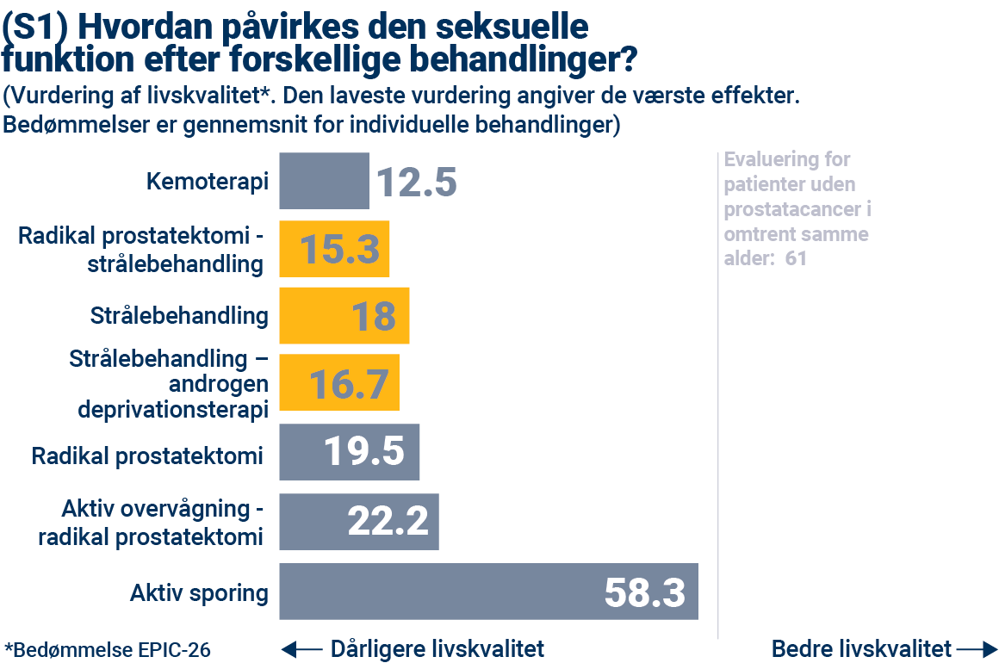 (S1) Hvordan påvirkes den seksuelle
funktion efter forskellige behandlinger?
(Vurdering af livskvalitet*. Den laveste vurdering angiver de værste effekter.
Bedømmelser er gennemsnit for individuelle behandlinger)
Kemoterapi
12.5
Radikal prostatektomi -
strålebehandling
15.3
Strålebehandling
18
Strålebehandling –
androgen
deprivationsterapi
16.7
Radikal prostatektomi
19.5
Aktiv overvågning -
radikal prostatektomi
22.2
Aktiv sporing
58.3
Evaluering for
patienter uden
prostatacancer i
omtrent samme
alder: 61
*Bedømmelse EPIC-26
Dårligere livskvalitet
Bedre livskvalitet